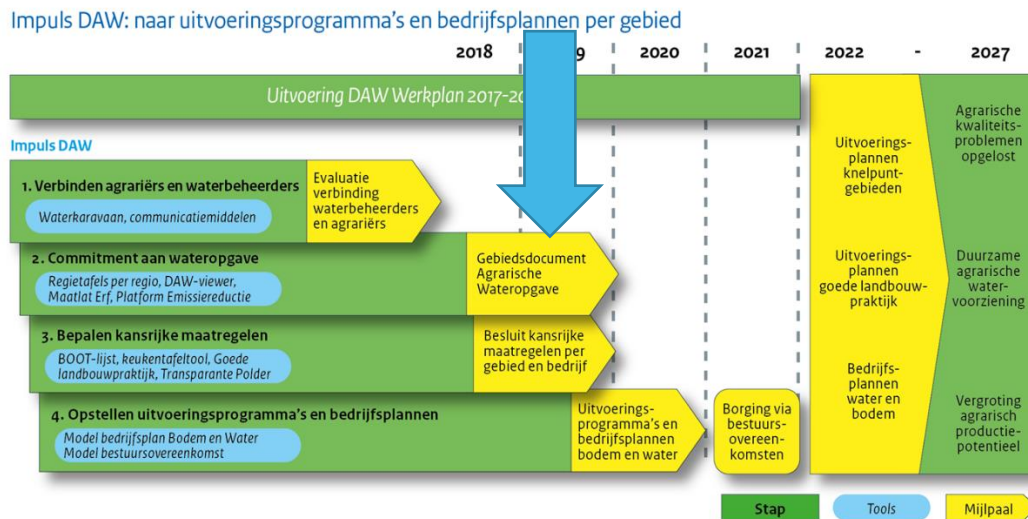 Impuls DAW: naar uitvoeringsprogramma's en bedrijfsplannen per gebied
2018 9 2020 2021 2022 - 2027
Uitvoering DAW Werkplan 2017-20
Impuls DAW
1. Verbinden agrariërs en waterbeheerders
Waterkaravaan, communicatiemiddelen
Evaluatie
verbinding
waterbeheerders
en agrariërs
2. Commitment aan wateropgave
Regietafels per regio, DAW-viewer,
Maatlat Erf, Platform Emissiereductie
Gebiedsdocument
Agrarische
Wateropgave
3. Bepalen kansrijke maatregelen
BOOT-lijst, keukentafeltool, Goede
landbouwpraktijk, Transparante Polder
Besluit kansrijke
maatregelen per
gebied en bedrijf
4. Opstellen uitvoeringsprogramma's en bedrijfsplannen
Model bedrijfsplan Bodem en Water
Model bestuursovereenkomst
Uitvoerings-
programma's en
bedrijfsplannen
bodem en water
Borging via
bestuurs-
overeen-
komsten
Uitvoerings-
plannen
knelpunt-
gebieden
Uitvoerings-
plannen
goede landbouw-
praktijk
Bedrijfs-
plannen
water en
bodem
Agrarische
kwaliteits-
problemen
opgelost
Duurzame
agrarische
water-
voorziening
Vergroting
agrarisch
productie-
potentieel
Stap
Tools
Mijlpaal